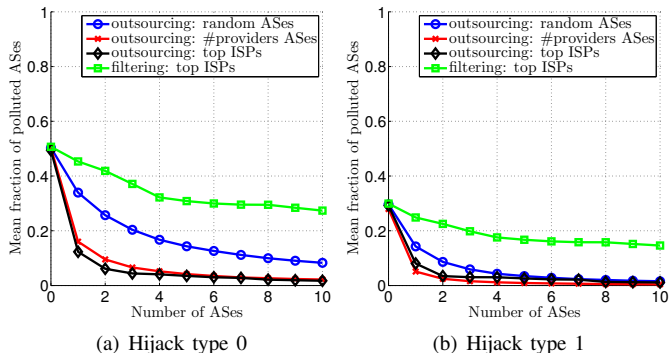 outsourcing: random ASes
outsourcing: #providers ASes
outsourcing: top ISPs
filtering: top ISPs
Mean fraction of polluted ASes
1
0.8
0.6
0.4
0.2
0
0 2 4 6 8 10
Number of ASes
(a) Hijack type 0
outsourcing: random ASes
outsourcing: #providers ASes
outsourcing: top ISPs
filtering: top ISPs
Mean fraction of polluted ASes
1
0.8
0.6
0.4
0.2
0
0 2 4 6 8 10
Number of ASes
(b) Hijack type 1